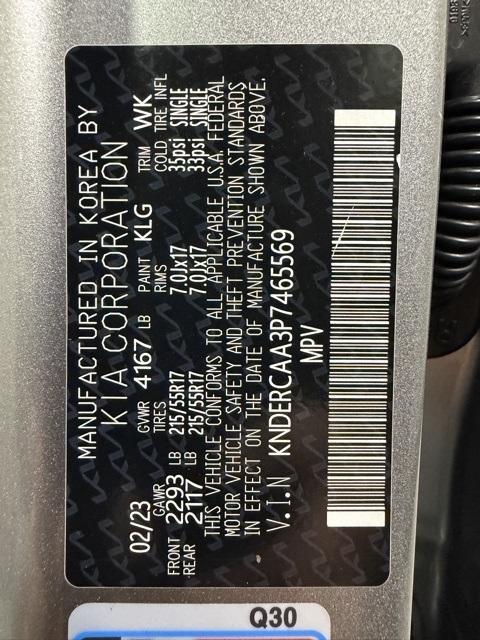 MANUFACTURED IN KOREA BY
KIA CORPORATION
02/23 GVWR 4167 LB PAINT KLG TRIM WK
GAWR TIRES RIMS COLD TIRE INFL
FRONT 2293 LB 215/55R17 7.0Jx17 35psi SINGLE
REAR 2117 LB 215/55R17 7.0Jx17 33psi SINGLE
THIS VEHICLE CONFORMS TO ALL APPLICABLE U.S.A. FEDERAL
MOTOR VEHICLE SAFETY AND THEFT PREVENTION STANDARDS
IN EFFECT ON THE DATE OF MANUFACTURE SHOWN ABOVE.
V.I.N KNDERCAA3P7465569
MPV
Q30